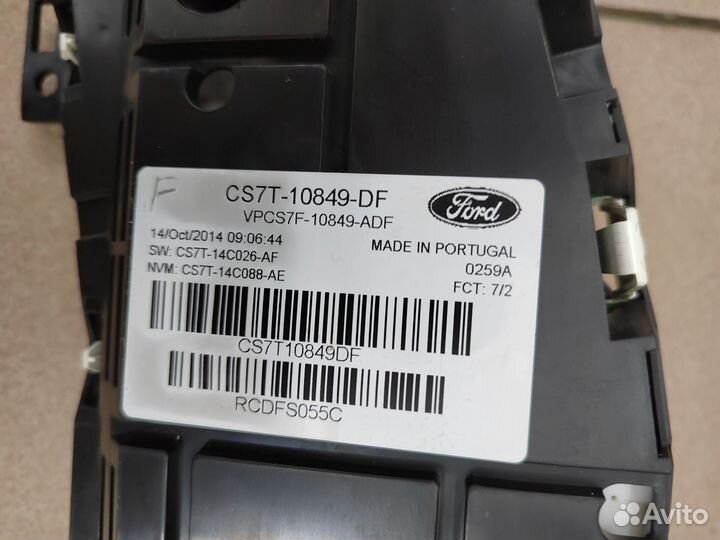 F
CS7T-10849-DF
VPCS7F-10849-ADF
Ford
14/Oct/2014 09:06:44
MADE IN PORTUGAL
SW: CS7T-14C026-AF
0259A
NVM: CS7T-14C088-AE
FCT: 7/2
CS7T10849DF
RCDFS055C
Avito